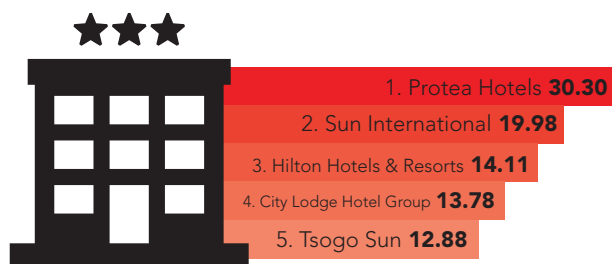 1. Protea Hotels 30.30
2. Sun International 19.98
3. Hilton Hotels & Resorts 14.11
4. City Lodge Hotel Group 13.78
5. Tsogo Sun 12.88